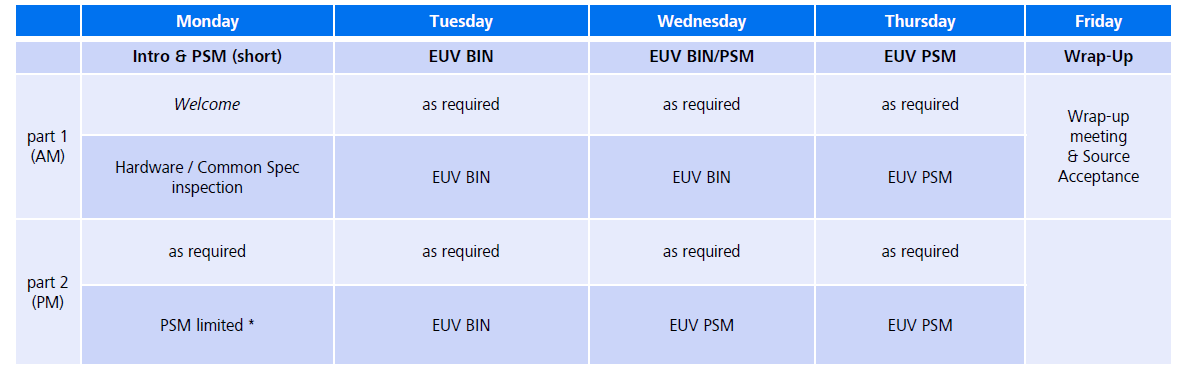 Monday Tuesday Wednesday Thursday Friday
Intro & PSM (short) EUV BIN EUV BIN/PSM EUV PSM Wrap-Up
part 1
(AM)
Welcome as required as required as required
Hardware / Common Spec
inspection
EUV BIN EUV BIN EUV PSM
Wrap-up
meeting
& Source
Acceptance
part 2
(PM)
as required as required as required as required
PSM limited * EUV BIN EUV PSM EUV PSM